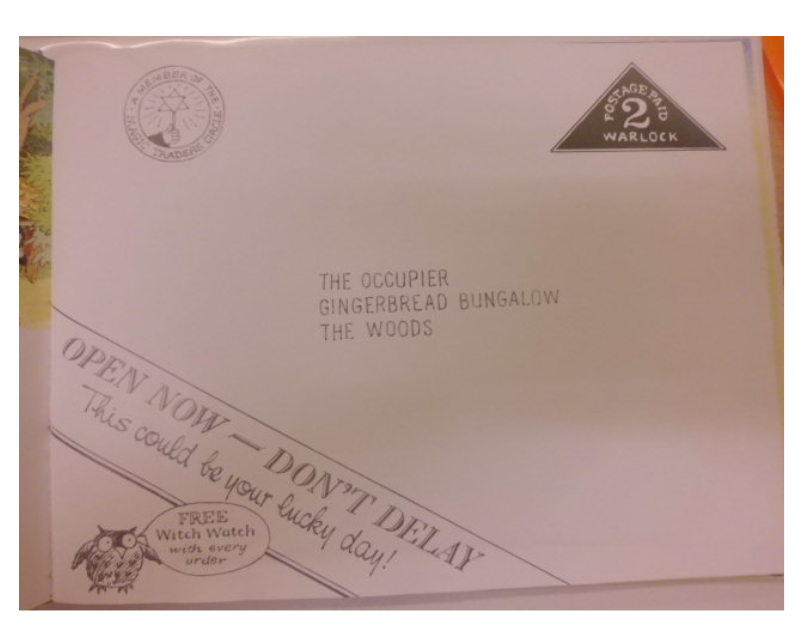 · A MEMBER OF THE ·
MAGIC TRADERS CIRCLE
POSTAGE PAID
2
WARLOCK
THE OCCUPIER
GINGERBREAD BUNGALOW
THE WOODS
OPEN NOW — DON'T DELAY
This could be your lucky day!
FREE
Witch Watch
with every
order